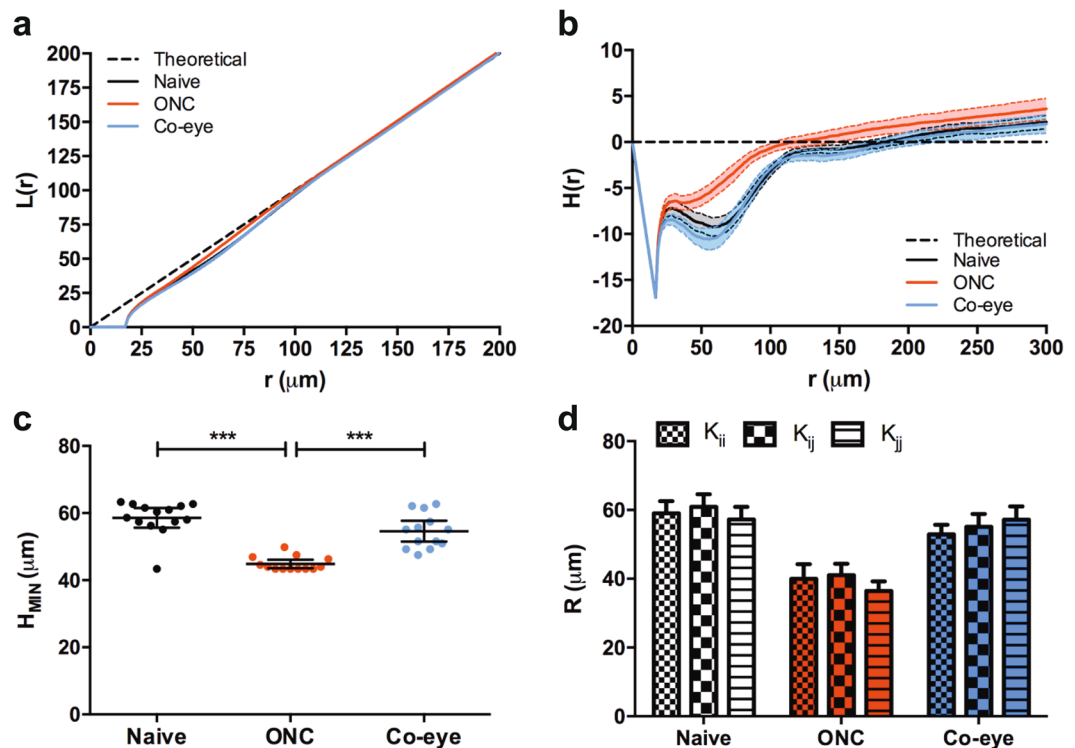 a
200
175
150
125
100
75
50
25
0
L(r)
Theoretical
Naive
ONC
Co-eye
0 25 50 75 100 125 150 175 200
r (μm)
b
10
5
0
-5
-10
-15
-20
H(r)
Theoretical
Naive
ONC
Co-eye
0 50 100 150 200 250 300
r (μm)
c
80
60
40
20
0
HMIN (μm)
*** ***
Naive ONC Co-eye
d
Kii Kij Kjj
80
60
40
20
0
R (μm)
Naive ONC Co-eye